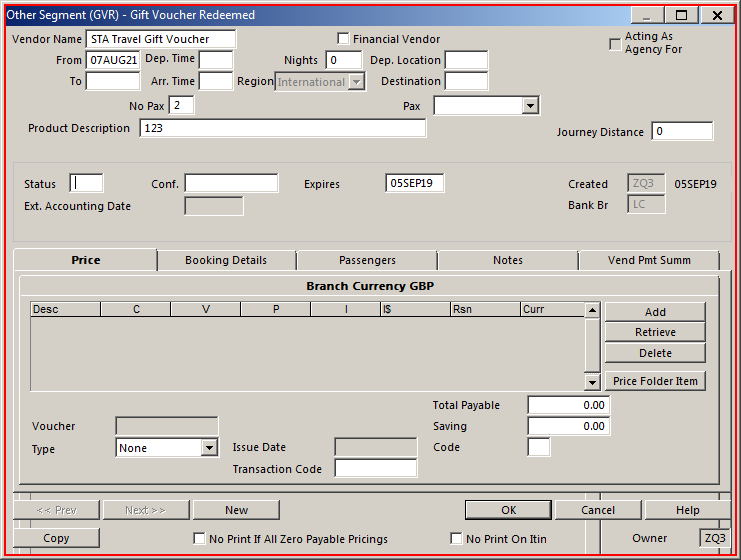 Other Segment (GVR) - Gift Voucher Redeemed
Vendor Name STA Travel Gift Voucher Financial Vendor Acting As Agency For
From 07AUG21 Dep. Time Nights 0 Dep. Location
To Arr. Time Region International Destination
No Pax 2 Pax
Product Description 123 Journey Distance 0
Status Conf. Expires 05SEP19 Created ZQ3 05SEP19
Ext. Accounting Date Bank Br LC
Price Booking Details Passengers Notes Vend Pmt Summ
Branch Currency GBP
Desc C V P I I$ Rsn Curr Add
Retrieve
Delete
Price Folder Item
Total Payable 0.00
Voucher Saving 0.00
Type None Issue Date Code
Transaction Code
<< Prev Next >> New OK Cancel Help
Copy No Print If All Zero Payable Pricings No Print On Itin Owner ZQ3